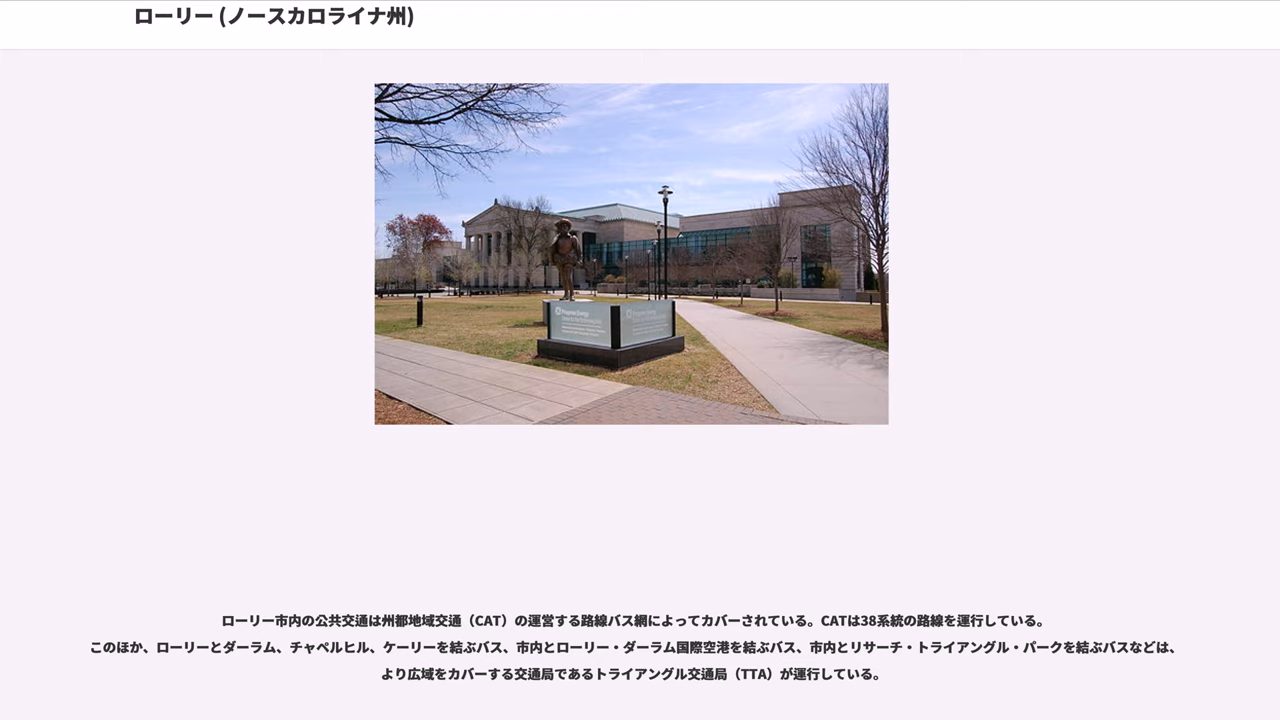 ローリー (ノースカロライナ州)
Progress Energy
ローリー市内の公共交通は州都地域交通（CAT）の運営する路線バス網によってカバーされている。CATは38系統の路線を運行している。
このほか、ローリーとダーラム、チャペルヒル、ケーリーを結ぶバス、市内とローリー・ダーラム国際空港を結ぶバス、市内とリサーチ・トライアングル・パークを結ぶバスなどは、
より広域をカバーする交通局であるトライアングル交通局（TTA）が運行している。